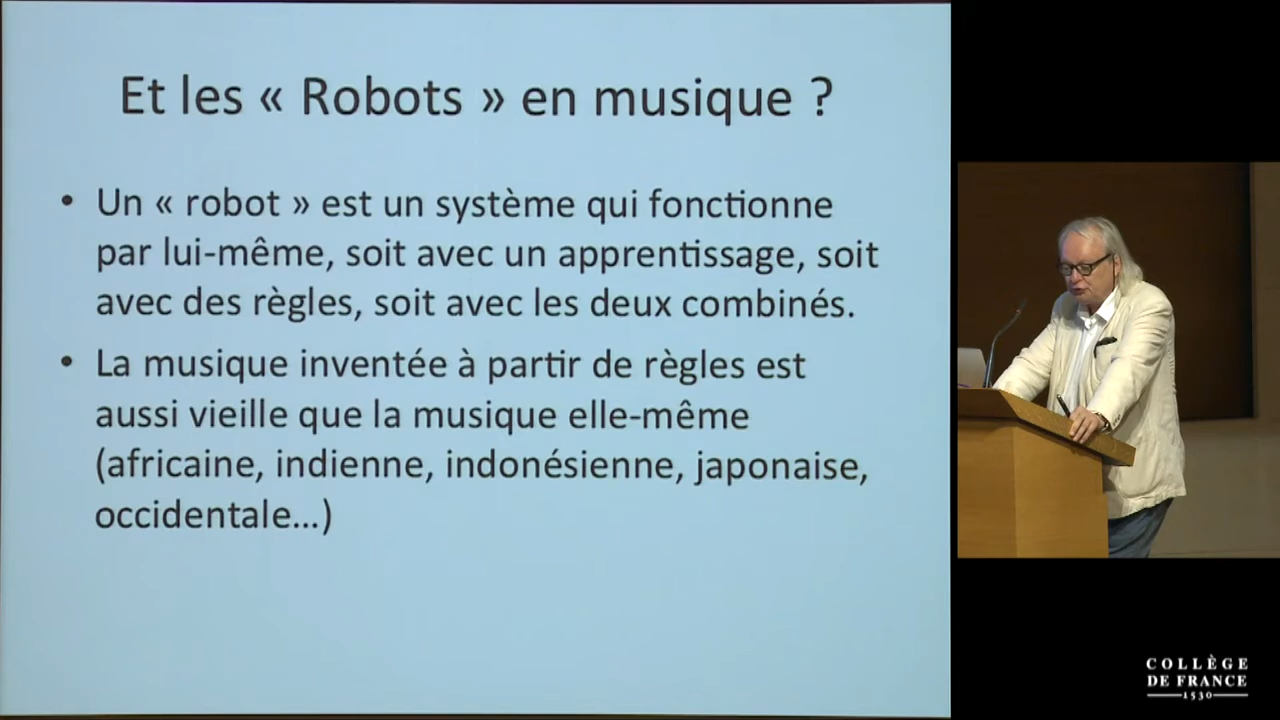 Et les « Robots » en musique ?
• Un « robot » est un système qui fonctionne
par lui-même, soit avec un apprentissage, soit
avec des règles, soit avec les deux combinés.
• La musique inventée à partir de règles est
aussi vieille que la musique elle-même
(africaine, indienne, indonésienne, japonaise,
occidentale...)
COLLÈGE
DE FRANCE
1530